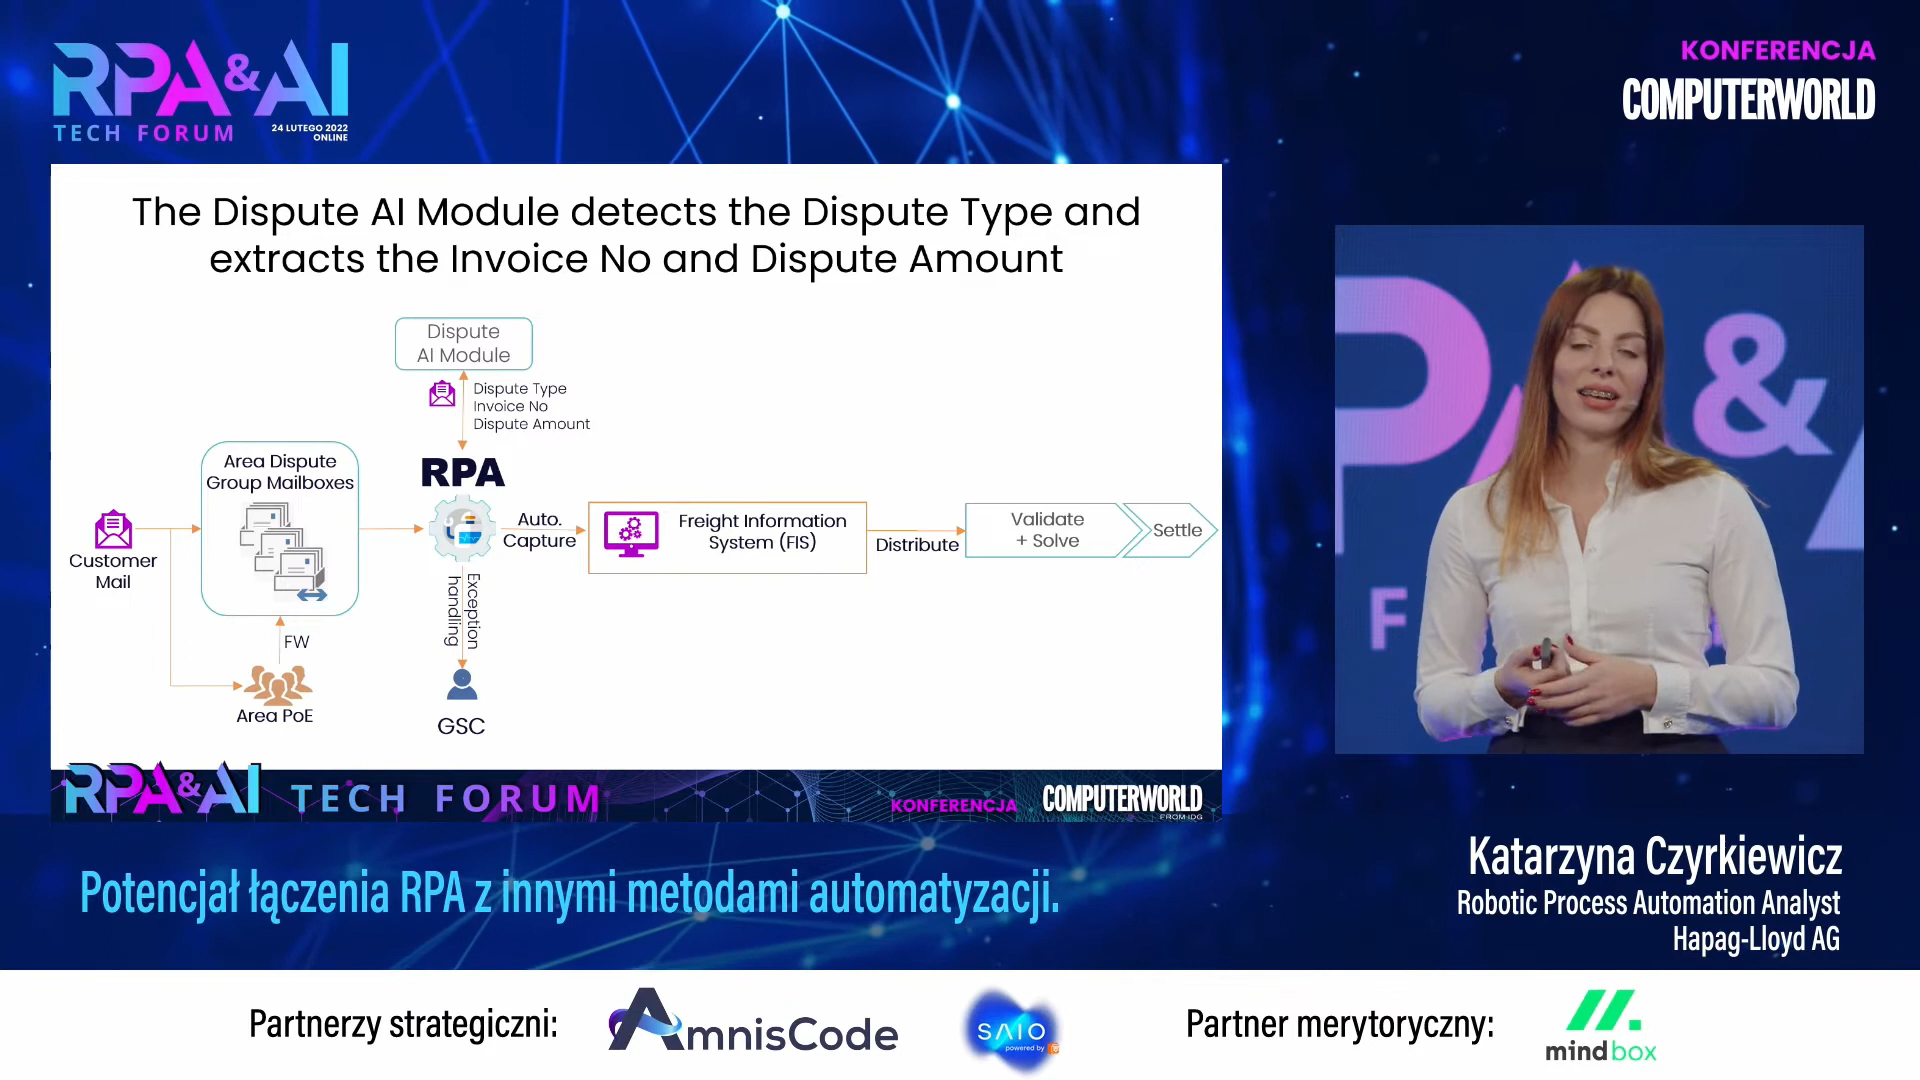 RPA&AI
TECH FORUM
24 LUTEGO 2022
ONLINE
KONFERENCJA
COMPUTERWORLD
The Dispute AI Module detects the Dispute Type and
extracts the Invoice No and Dispute Amount
Dispute
AI Module
Dispute Type
Invoice No
Dispute Amount
Area Dispute
Group Mailboxes
RPA
Customer
Mail
Auto.
Capture
Freight Information
System (FIS)
Distribute
Validate
+ Solve
Settle
FW
Exception
handling
Area PoE
GSC
RPA&AI TECH FORUM
KONFERENCJA COMPUTERWORLD
FROM IDG
P &
F
Potencjał łączenia RPA z innymi metodami automatyzacji.
Katarzyna Czyrkiewicz
Robotic Process Automation Analyst
Hapag-Lloyd AG
Partnerzy strategiczni:
AmnisCode
SAIO
powered by
Partner merytoryczny:
mindbox